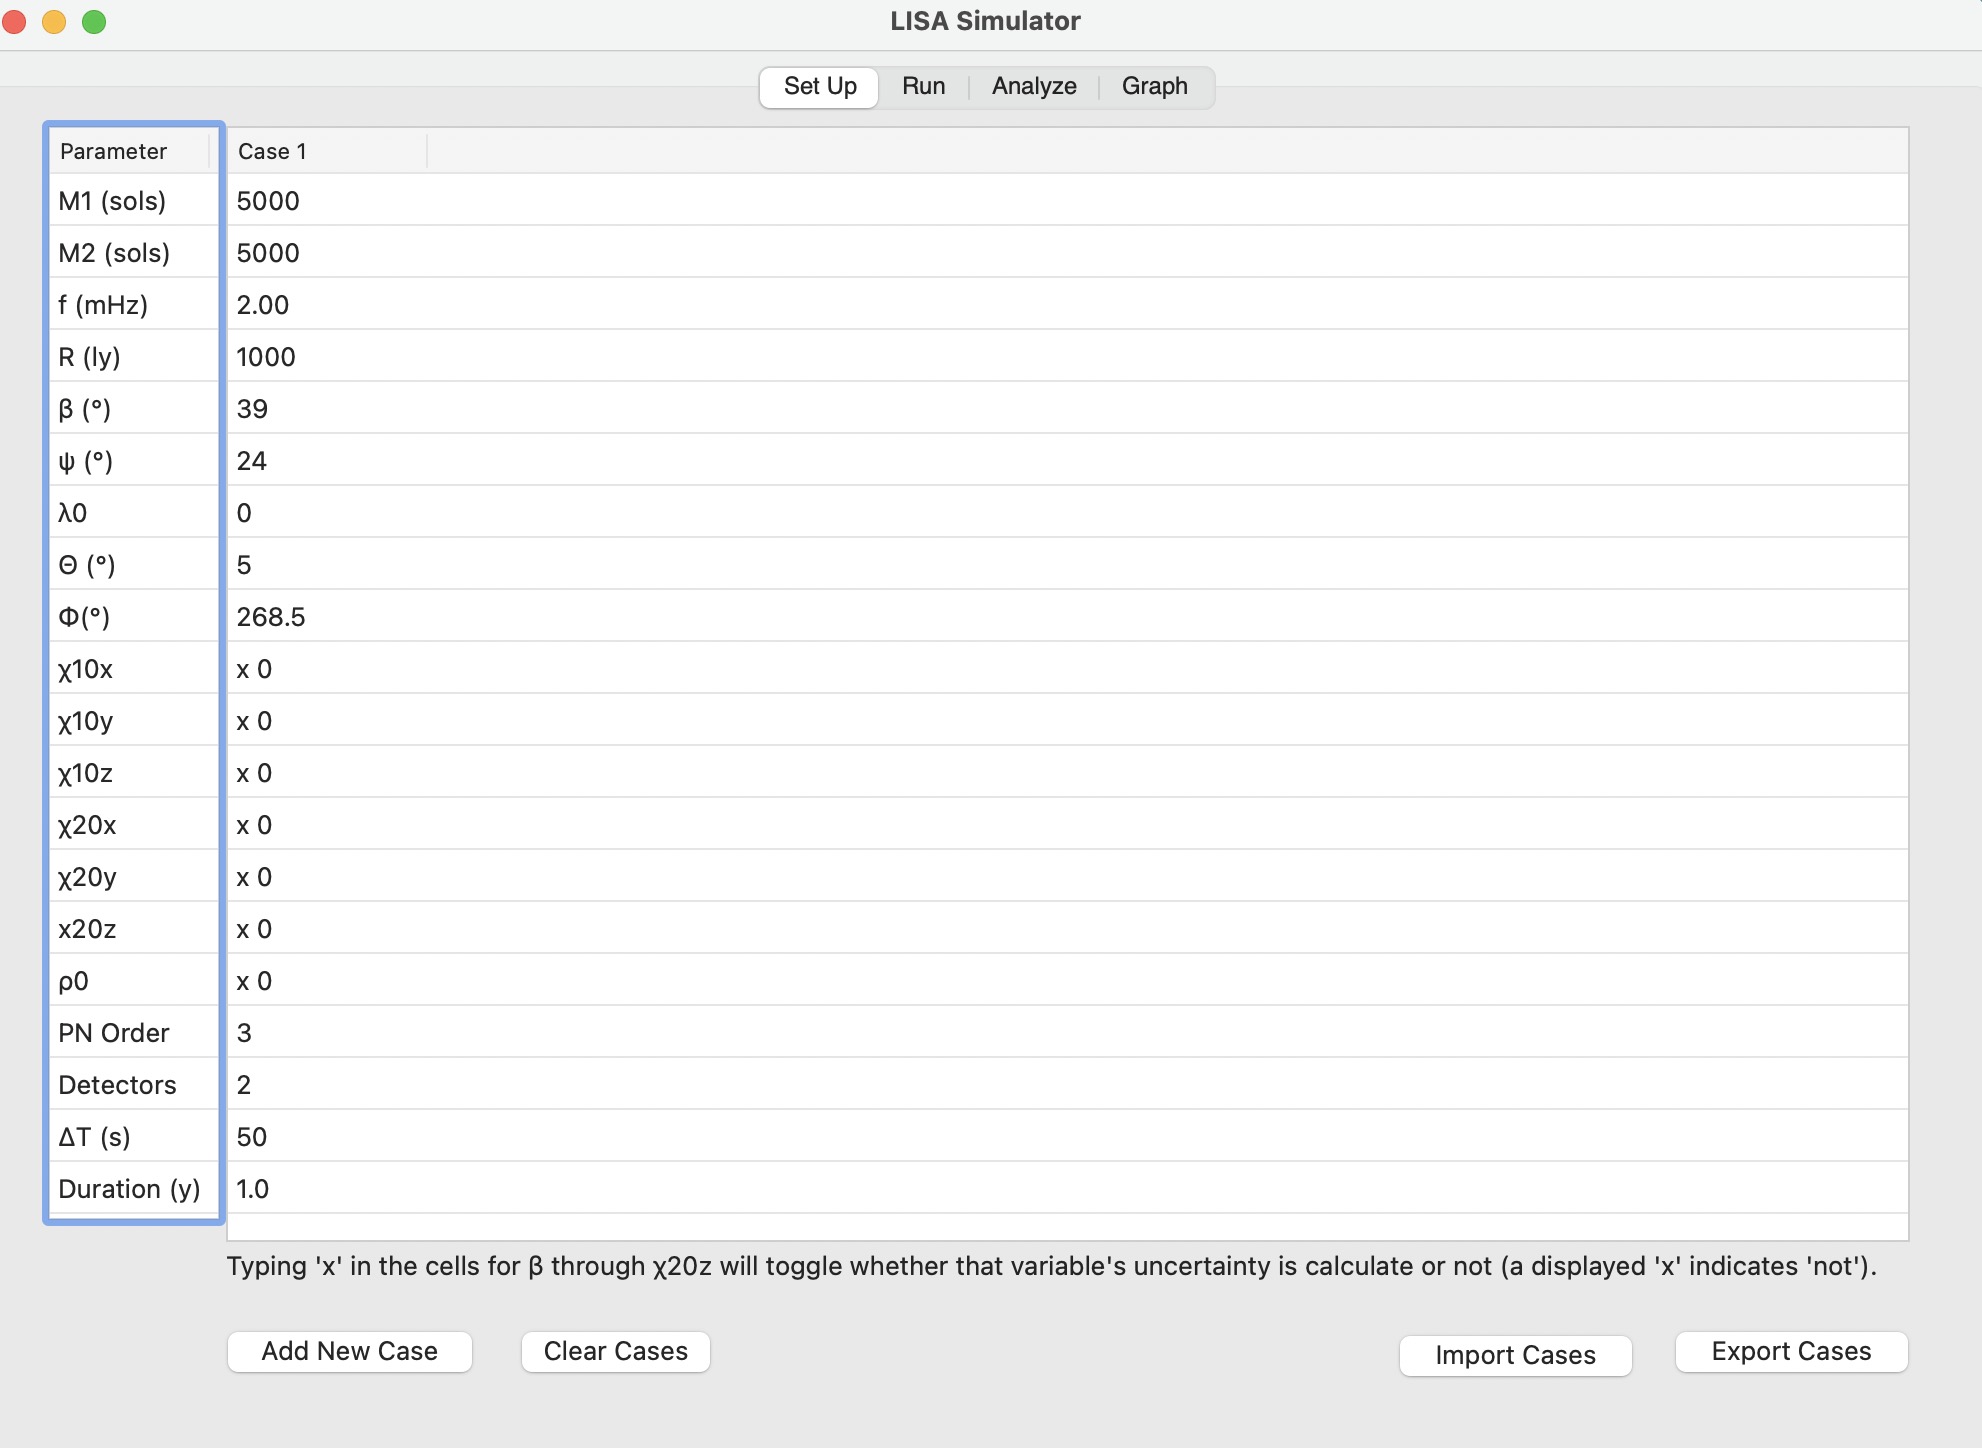 LISA Simulator
Set Up Run Analyze Graph
Parameter Case 1
M1 (sols) 5000
M2 (sols) 5000
f (mHz) 2.00
R (ly) 1000
β (°) 39
ψ (°) 24
λ0 0
Θ (°) 5
Φ(°) 268.5
χ10x x 0
χ10y x 0
χ10z x 0
χ20x x 0
χ20y x 0
x20z x 0
ρ0 x 0
PN Order 3
Detectors 2
ΔT (s) 50
Duration (y) 1.0
Typing 'x' in the cells for β through χ20z will toggle whether that variable's uncertainty is calculate or not (a displayed 'x' indicates 'not').
Add New Case Clear Cases Import Cases Export Cases